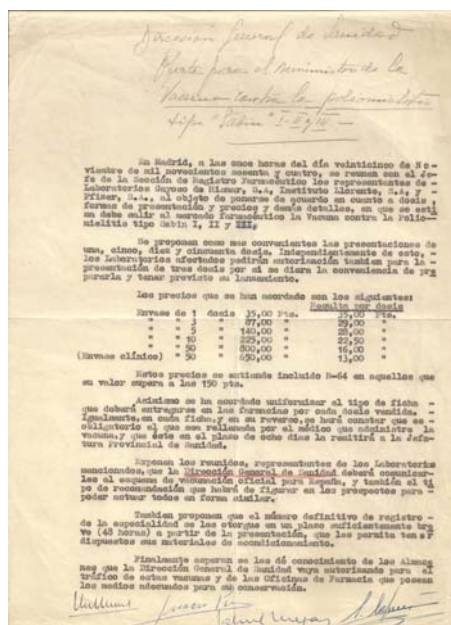 Dirección General de Sanidad
para el suministro de la
Vacuna contra la poliomielitis
tipo "Sabin" I-II y III.-
En Madrid, a las once horas del día veinticinco de No-
viembre de mil novecientos sesenta y cuatro, se reunen con el Je-
fe de la Sección de Registro Farmacéutico los representantes de -
Laboratorios Cayoso de Wismer, S.A, Instituto Llorente, S.A, y -
Pfizer, S.A., al objeto de ponerse de acuerdo en cuanto a dosis ,
formas de presentación y precios y demás detalles, en que se esti
ma debe salir al mercado farmacéutico la Vacuna contra la Polio-
mielitis tipo Sabin I, II y III.
Se proponen como mas convenientes las presentaciones de
una, cinco, diez y cincuenta dosis. Independientemente de esto, -
los Laboratorios afectados pedirán autorización tambien para la -
presentación de tres dosis por si se diera la conveniencia de pre
pararla y tener previsto su lanzamiento.
Los precios que se han acordado son los siguientes:
Resulta por dosis
Envase de 1 dosis 35,00 Pts. 35,00 Pts.
" " 3 " 87,00 " 29,00 "
" " 5 " 140,00 " 28,00 "
" " 10 " 225,00 " 22,50 "
" " 50 " 800,00 " 16,00 "
(Envase clínico) " 50 " 650,00 " 13,00 "
Estos precios se entiende incluido M-64 en aquellos que
su valor supera a las 150 pts.
Asimismo se ha acordado uniformizar el tipo de ficha -
que deberá entregarse en las farmacias por cada dosis vendida. -
Igualmente, en cada ficha, y en su reverso, se hará constar que es -
obligatorio el que sea rellenada por el médico que administre la
vacuna, y que éste en el plazo de ocho días la remitirá a la Jefa-
tura Provincial de Sanidad.
Exponen los reunidos, representantes de los Laboratorios
mencionados, que la Dirección General de Sanidad deberá comunicar-
les el esquema de vacunación oficial para España, y también el ti
po de recomendación que habrá de figurar en los prospectos para -
poder actuar todos en forma similar.
Tambien proponen que el número definitivo de registro -
de la especialidad se les otorgue en un plazo suficientemente bre
ve (48 horas) a partir de la presentación, que les permita tener
dispuestos sus materiales de acondicionamiento.
Finalmente esperan se les dé conocimiento de los Almace
nes que la Dirección General de Sanidad vaya autorizando para el
tráfico de estas vacunas y de las Oficinas de Farmacia que posean
los medios adecuados para su conservación.